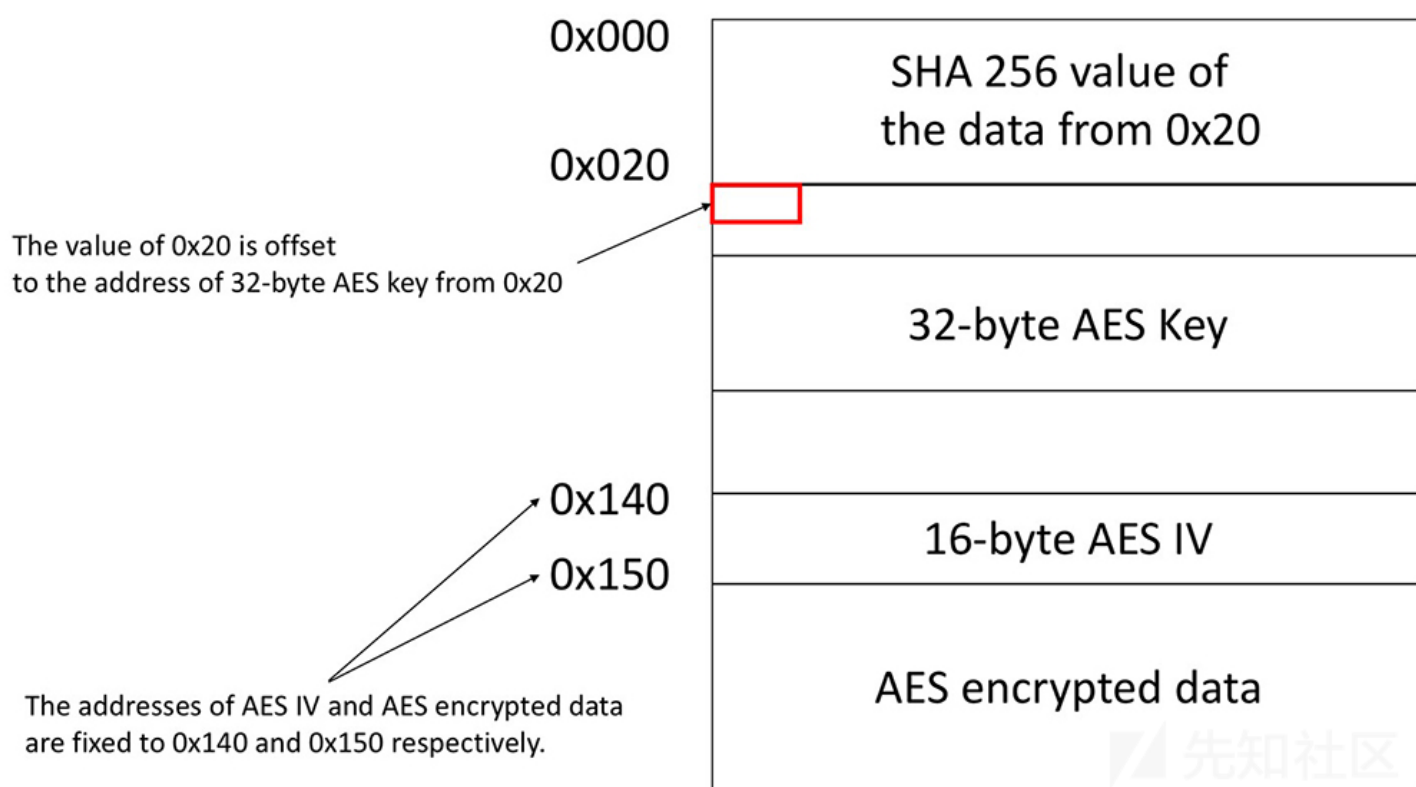 0x000
SHA 256 value of
the data from 0x20
0x020
The value of 0x20 is offset
to the address of 32-byte AES key from 0x20
32-byte AES Key
0x140
16-byte AES IV
0x150
AES encrypted data
The addresses of AES IV and AES encrypted data
are fixed to 0x140 and 0x150 respectively.
先知社区